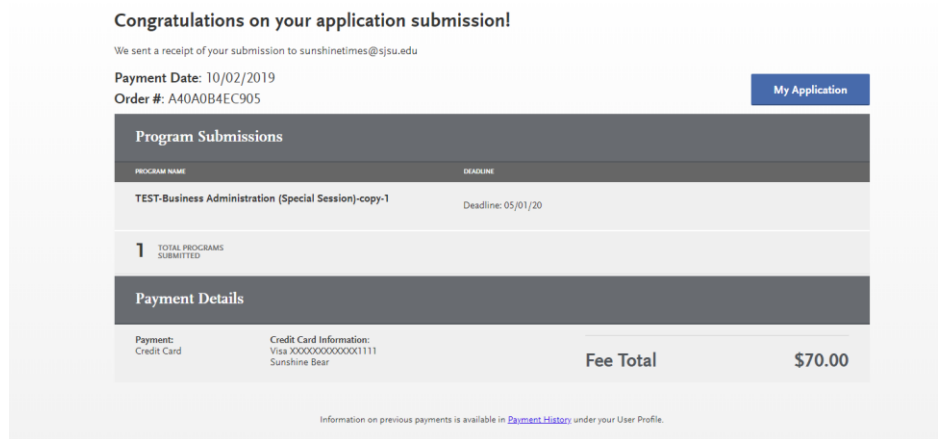 Congratulations on your application submission!
We sent a receipt of your submission to sunshinetimes@sjsu.edu
Payment Date: 10/02/2019
Order #: A40A0B4EC905
My Application
Program Submissions
PROGRAM NAME DEADLINE
TEST-Business Administration (Special Session)-copy-1
Deadline: 05/01/20
1 TOTAL PROGRAMS
SUBMITTED
Payment Details
Payment:
Credit Card
Credit Card Information:
Visa XXXXXXXXXXXX1111
Sunshine Bear
Fee Total $70.00
Information on previous payments is available in Payment History under your User Profile.